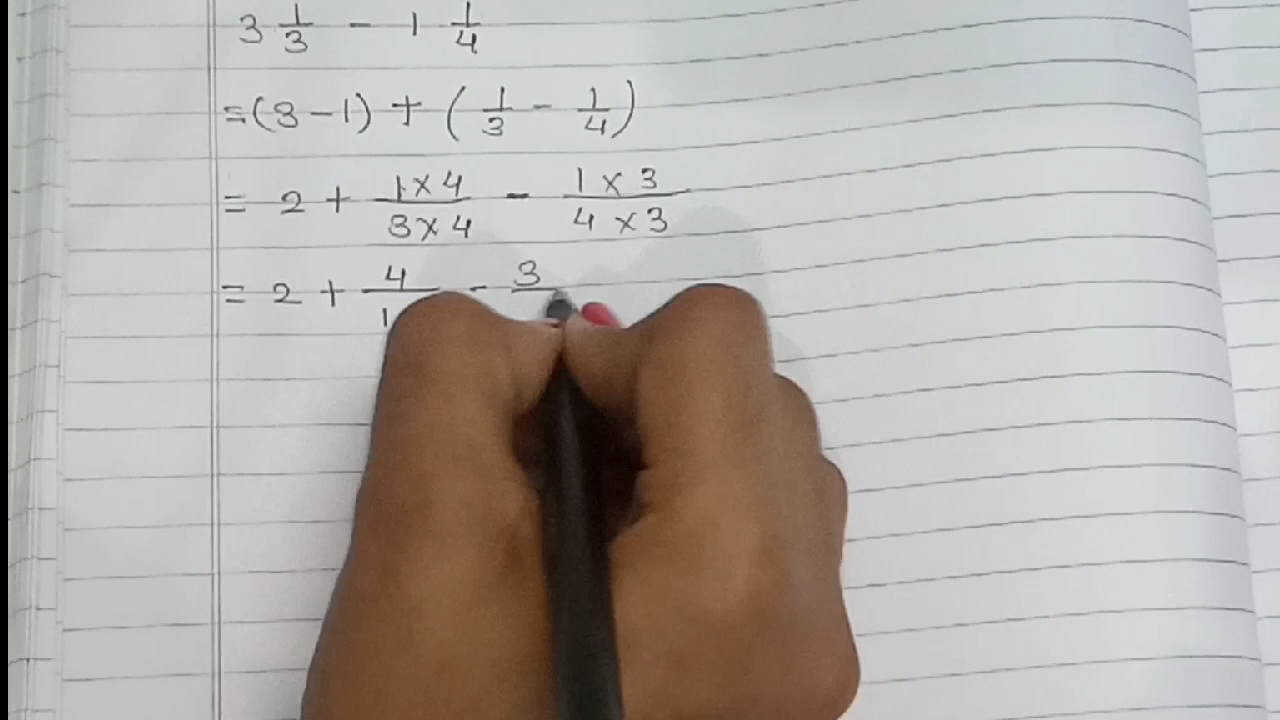 3 1/3 - 1 1/4
= (3 - 1) + (1/3 - 1/4)
= 2 + 1 × 4/3 × 4 - 1 × 3/4 × 3
= 2 + 4/1 - 3